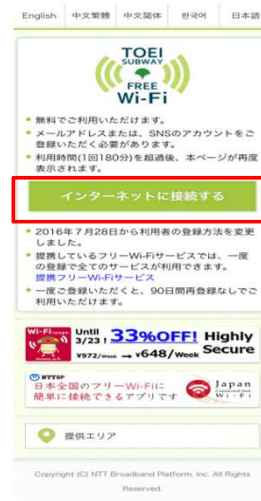 English 中文繁體 中文简体 한국어 日本語
TOEI
SUBWAY
FREE
Wi-Fi
無料でご利用いただけます。
メールアドレスまたは、SNSのアカウントをご
登録いただく必要があります。
利用時間(1回180分)を超過後、本ページが再度
表示されます。
インターネットに接続する
2016年7月28日から利用者の登録方法を変更
しました。
提携しているフリーWi-Fiサービスでは、一度
の登録で全てのサービスが利用できます。
提携フリーWi-Fiサービス
一度ご登録いただくと、90日間再登録なしでご
利用いただけます。
Wi-Fi
Until 33%OFF! Highly
3/23 !
¥972/Week → ¥648/Week Secure
NTTBP
日本全国のフリーWi-Fiに
簡単に接続できるアプリです
Japan
Wi-Fi
提供エリア
Copyright (C) NTT Broadband Platform, Inc. All Rights
Reserved.